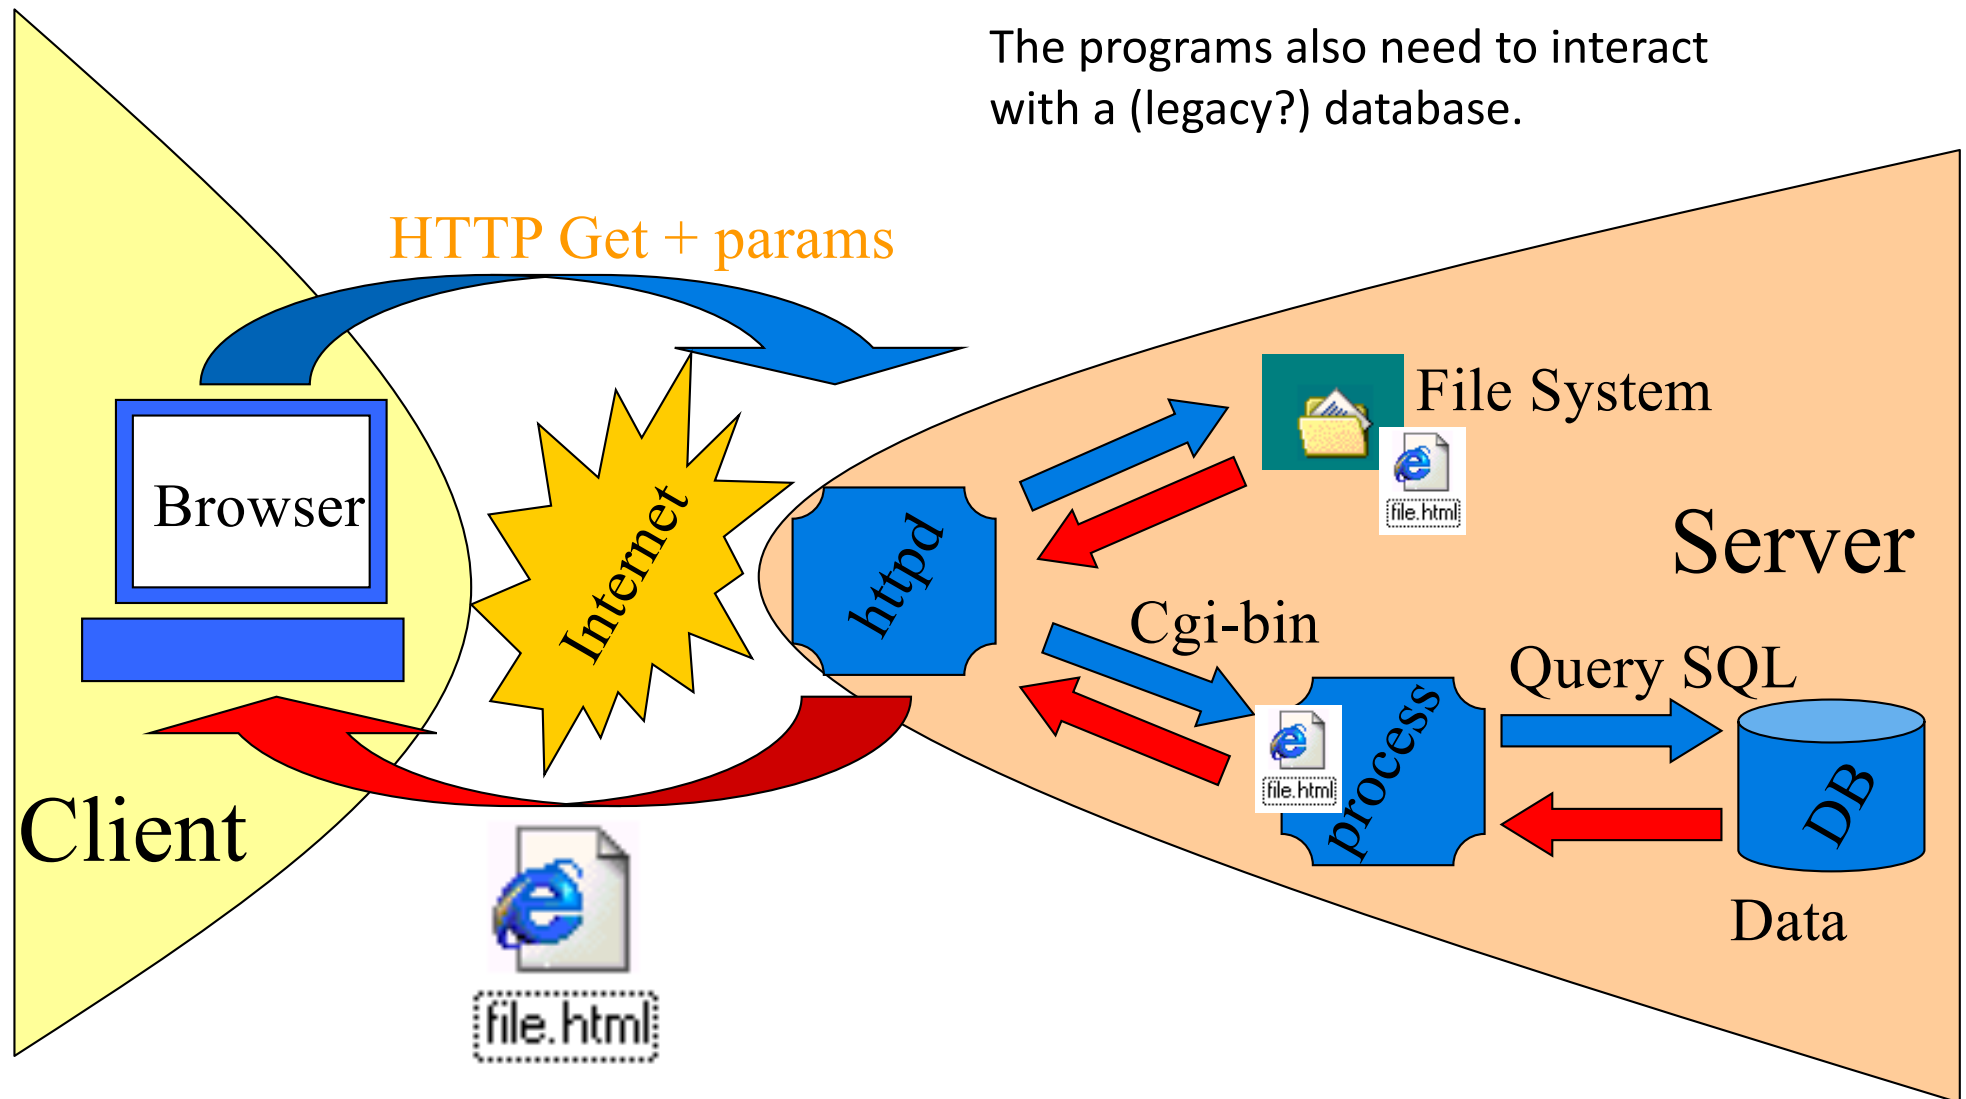 The programs also need to interact
with a (legacy?) database.
HTTP Get + params
Browser
Internet
httpd
File System
file.html
Server
Cgi-bin
Query SQL
file.html
process
DB
Client
Data
file.html